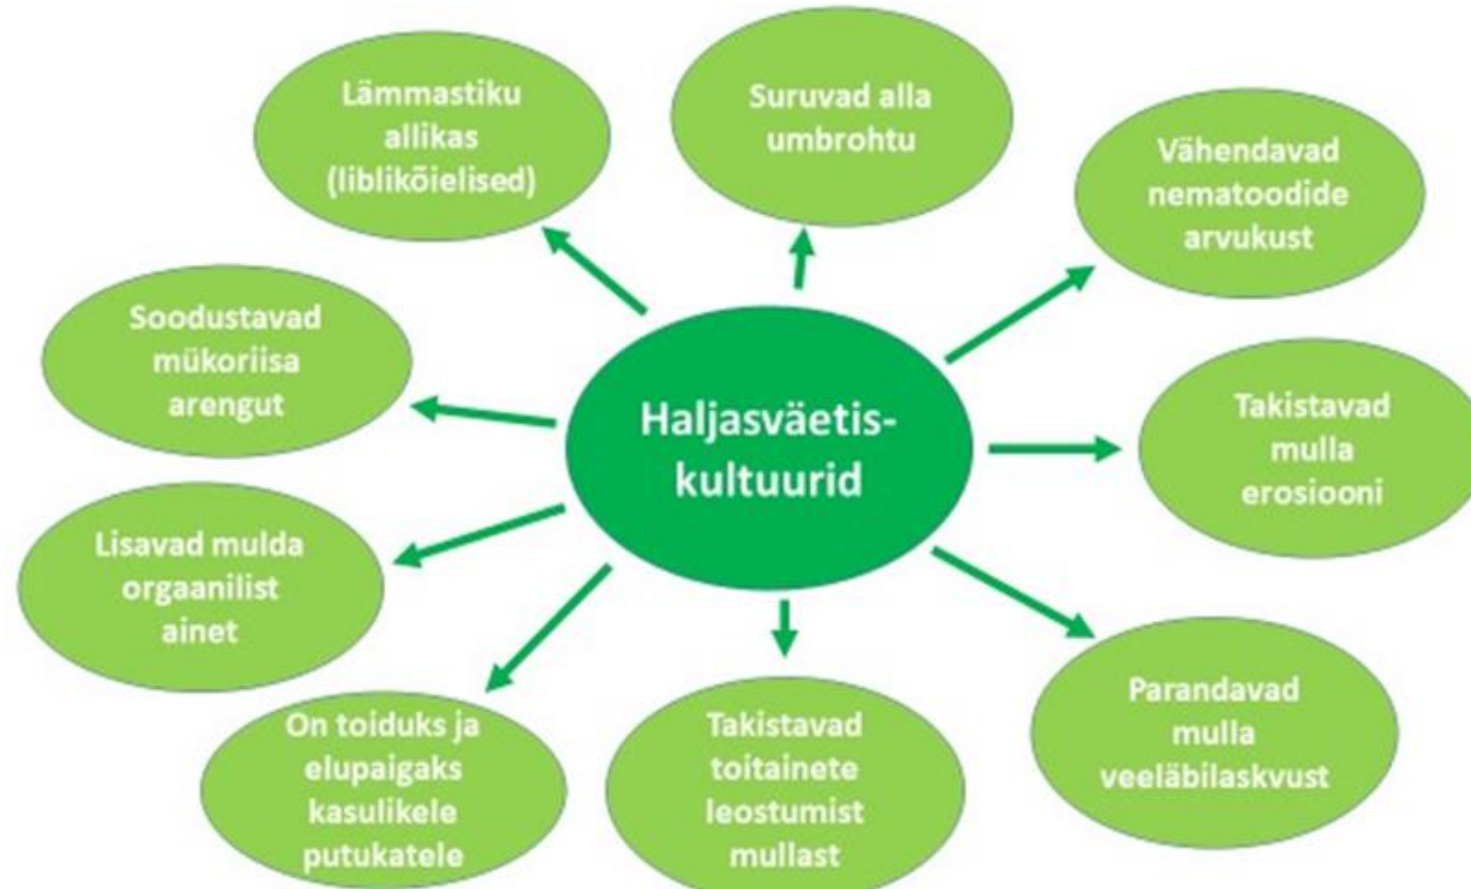 Lämmastiku
allikas
(liblikõielised)
Suruvad alla
umbrohtu
Vähendavad
nematoodide
arvukust
Soodustavad
mükoriisa
arengut
Haljasväetis-
kultuurid
Takistavad
mulla
erosiooni
Lisavad mulda
orgaanilist
ainet
On toiduks ja
elupaigaks
kasulikele
putukatele
Takistavad
toitainete
leostumist
mullast
Parandavad
mulla
veeläbilaskvust